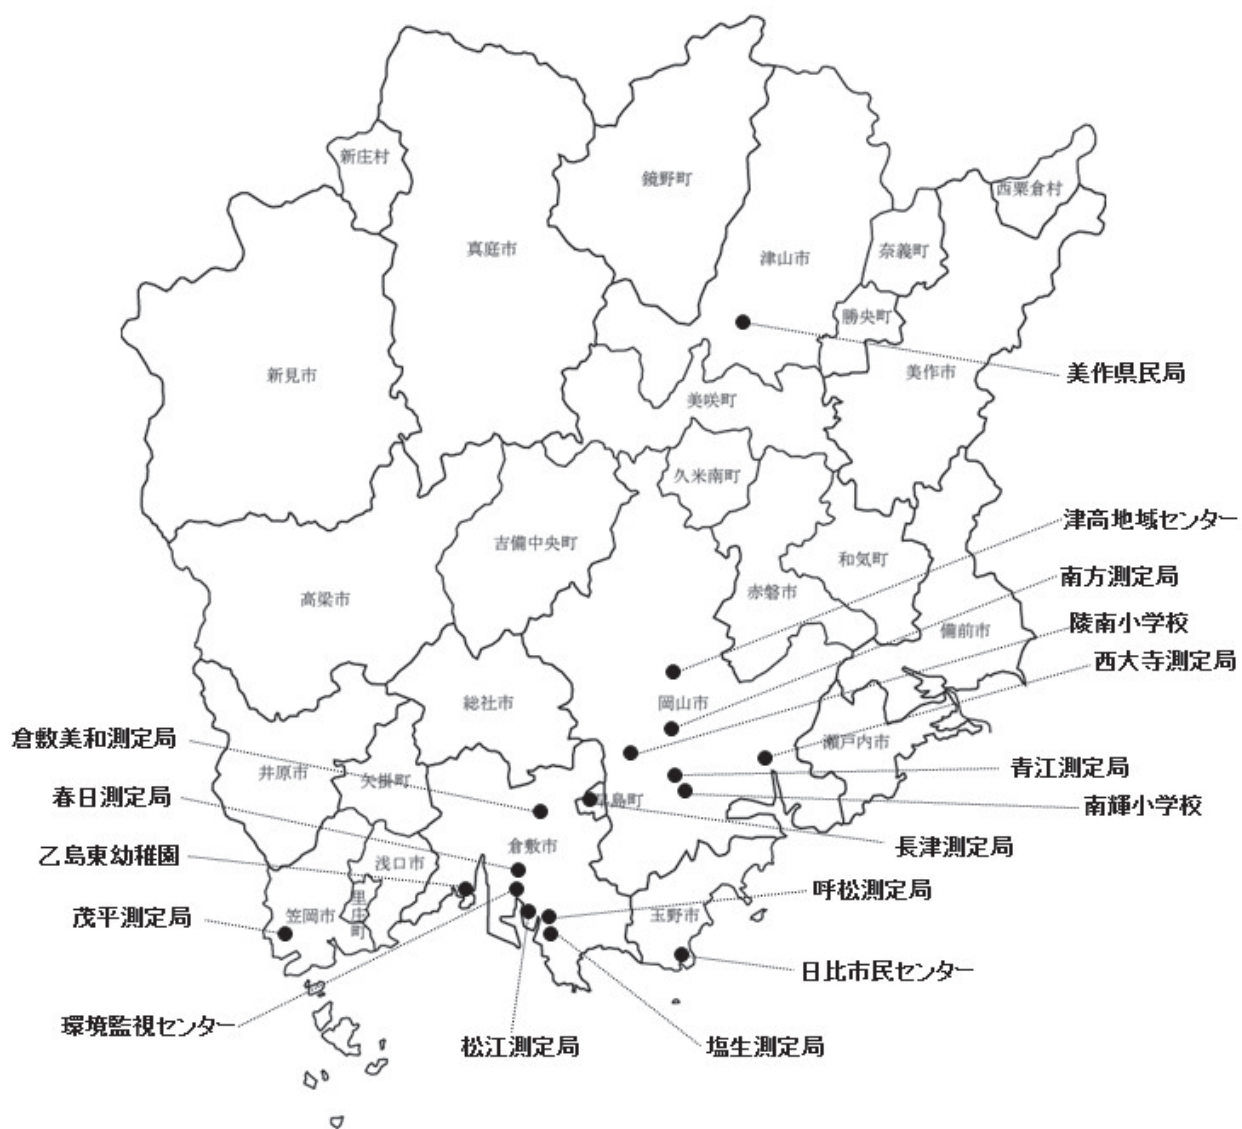 新庄村
鏡野町
西粟倉村
真庭市
津山市
奈義町
勝央町
新見市
美作市
美作県民局
美咲町
久米南町
津高地域センター
吉備中央町
和気町
南方測定局
高梁市
赤磐市
陵南小学校
備前市
西大寺測定局
総社市
岡山市
倉敷美和測定局
瀬戸内市
井原市
矢掛町
青江測定局
春日測定局
早島町
南輝小学校
倉敷市
長津測定局
乙島東幼稚園
浅口市
呼松測定局
里庄町
茂平測定局
笠岡市
玉野市
日比市民センター
環境監視センター
松江測定局
塩生測定局